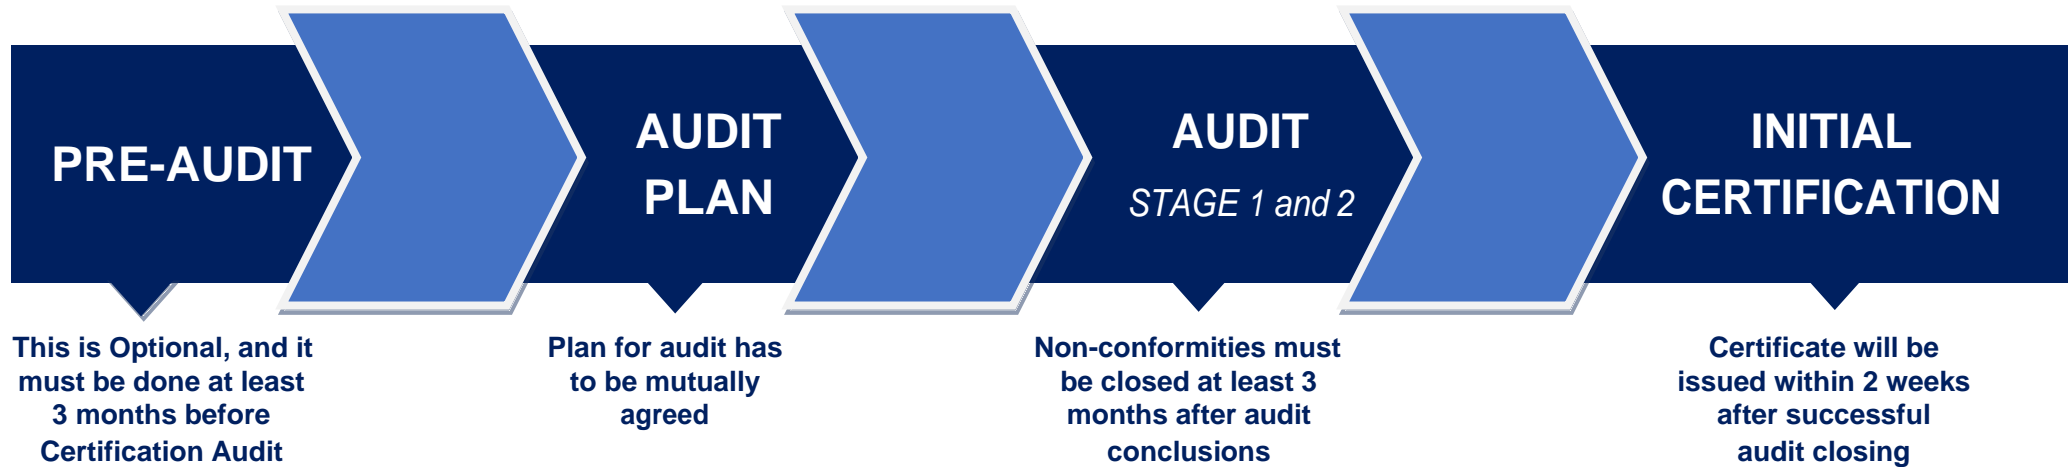 PRE-AUDIT
This is Optional, and it
must be done at least
3 months before
Certification Audit
AUDIT
PLAN
Plan for audit has
to be mutually
agreed
AUDIT
STAGE 1 and 2
Non-conformities must
be closed at least 3
months after audit
conclusions
INITIAL
CERTIFICATION
Certificate will be
issued within 2 weeks
after successful
audit closing